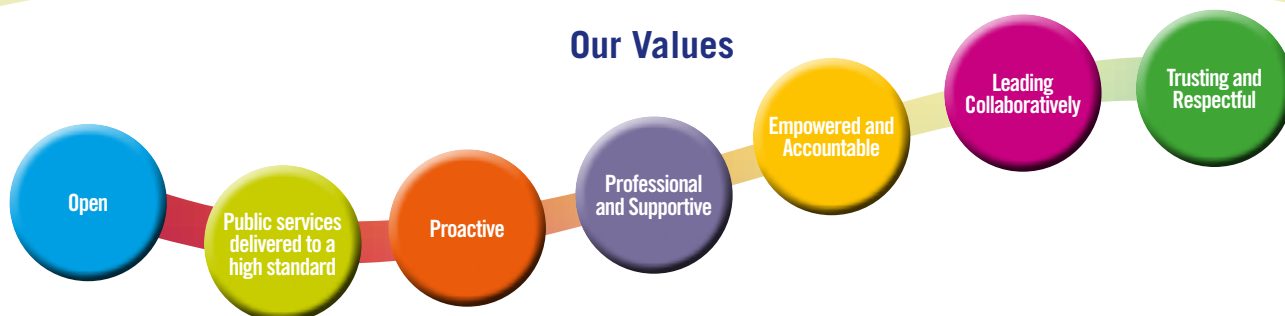 Our Values
Open
Public services
delivered to a
high standard
Proactive
Professional
and Supportive
Empowered and
Accountable
Leading
Collaboratively
Trusting and
Respectful